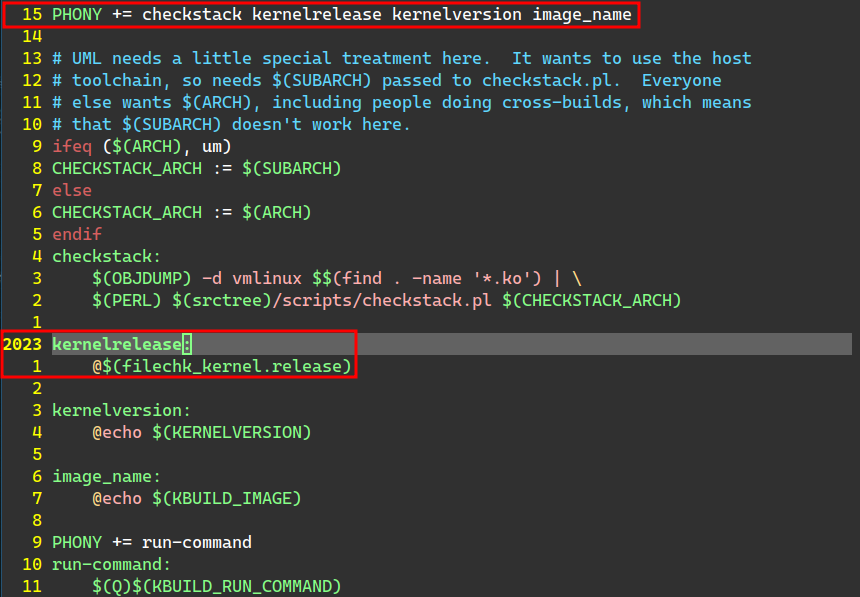 15 PHONY += checkstack kernelrelease kernelversion image_name
14
13 # UML needs a little special treatment here.  It wants to use the host
12 # toolchain, so needs $(SUBARCH) passed to checkstack.pl.  Everyone
11 # else wants $(ARCH), including people doing cross-builds, which means
10 # that $(SUBARCH) doesn't work here.
9 ifeq ($(ARCH), um)
8 CHECKSTACK_ARCH := $(SUBARCH)
7 else
6 CHECKSTACK_ARCH := $(ARCH)
5 endif
4 checkstack:
3     $(OBJDUMP) -d vmlinux $$(find . -name '*.ko') | \
2     $(PERL) $(srctree)/scripts/checkstack.pl $(CHECKSTACK_ARCH)
1
2023 kernelrelease:
1     @$(filechk_kernel.release)
2
3 kernelversion:
4     @echo $(KERNELVERSION)
5
6 image_name:
7     @echo $(KBUILD_IMAGE)
8
9 PHONY += run-command
10 run-command:
11     $(Q)$(KBUILD_RUN_COMMAND)